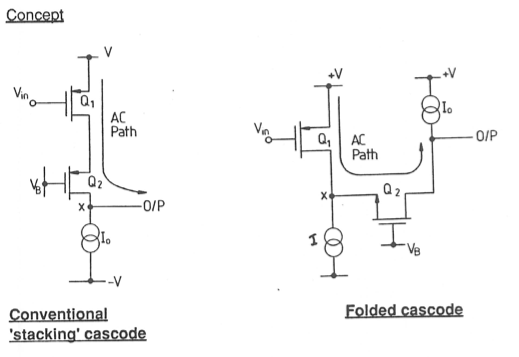 Concept
V
Vin
Q1
AC
Path
VB
Q2
X
O/P
Io
-V
Conventional
'stacking' cascode
+V
+V
Io
Vin
Q1
AC
Path
O/P
X
Q2
I
VB
Folded cascode